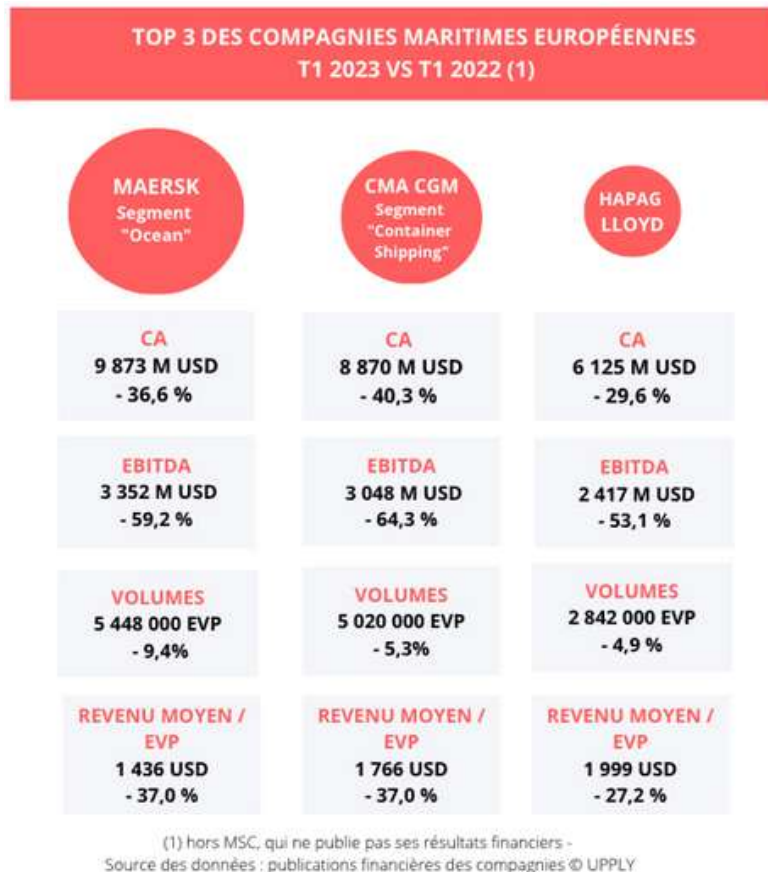 TOP 3 DES COMPAGNIES MARITIMES EUROPÉENNES
T1 2023 VS T1 2022 (1)
MAERSK
Segment
"Ocean"
CMA CGM
Segment
"Container
Shipping"
HAPAG
LLOYD
CA
9 873 M USD
- 36,6 %
CA
8 870 M USD
- 40,3 %
CA
6 125 M USD
- 29,6 %
EBITDA
3 352 M USD
- 59,2 %
EBITDA
3 048 M USD
- 64,3 %
EBITDA
2 417 M USD
- 53,1 %
VOLUMES
5 448 000 EVP
- 9,4%
VOLUMES
5 020 000 EVP
- 5,3%
VOLUMES
2 842 000 EVP
- 4,9 %
REVENU MOYEN /
EVP
1 436 USD
- 37,0 %
REVENU MOYEN /
EVP
1 766 USD
- 37,0 %
REVENU MOYEN /
EVP
1 999 USD
- 27,2 %
(1) hors MSC, qui ne publie pas ses résultats financiers -
Source des données : publications financières des compagnies © UPPLY